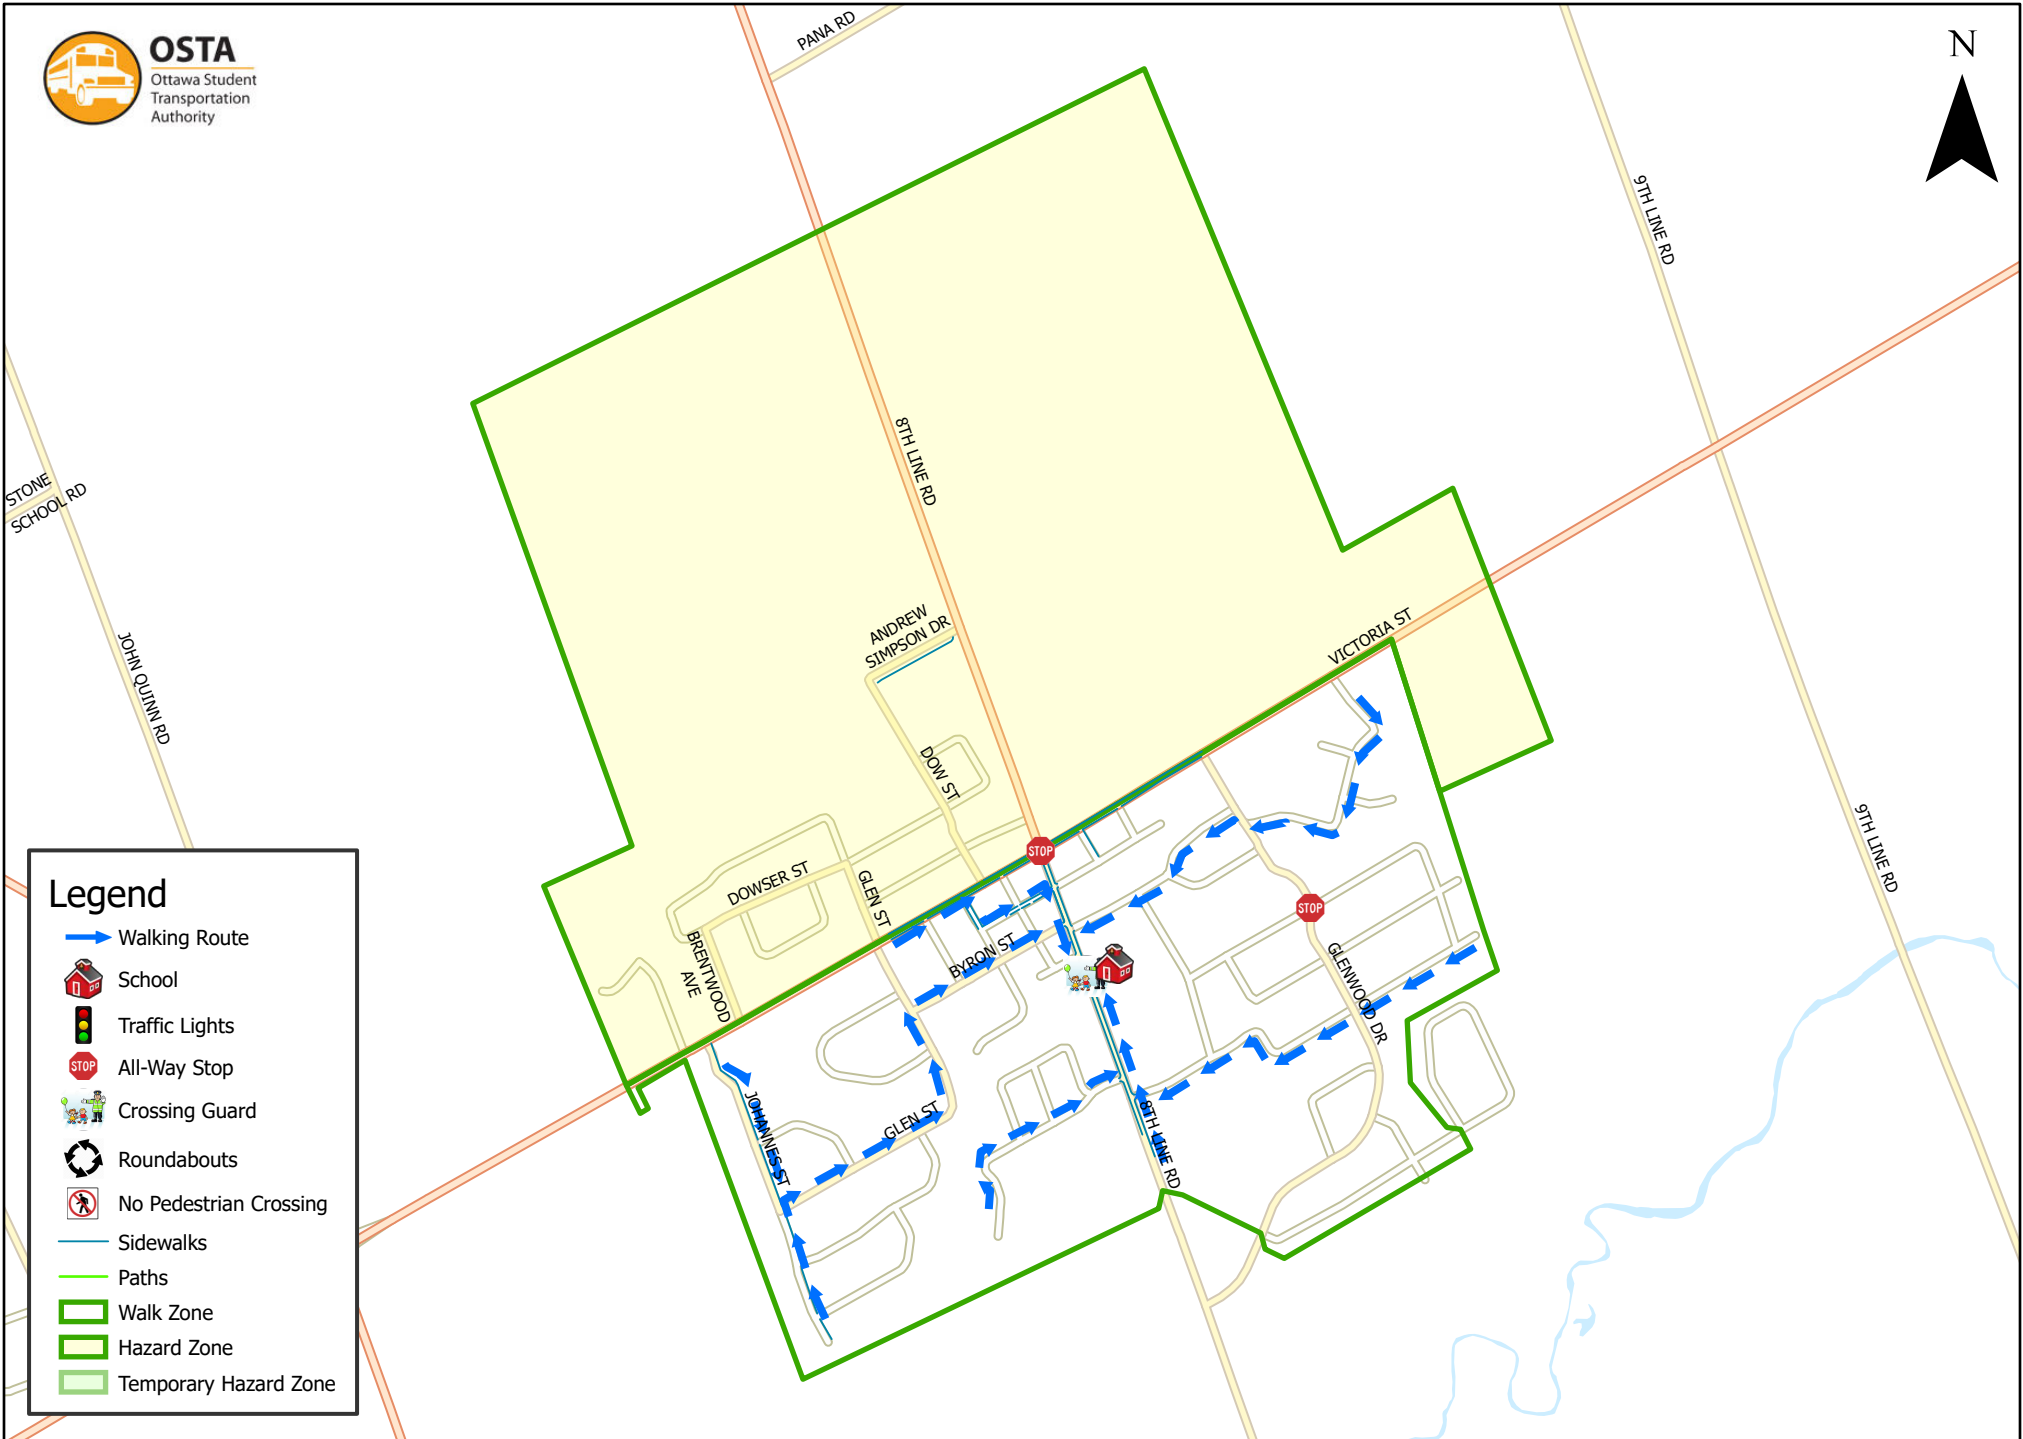 OSTA
Ottawa Student
Transportation
Authority
N
PANA RD
9TH LINE RD
8TH LINE RD
STONE
SCHOOL RD
JOHN QUINN RD
ANDREW
SIMPSON DR
VICTORIA ST
DOW ST
9TH LINE RD
STOP
DOWSER ST
GLEN ST
STOP
BRENTWOOD
AVE
BYRON ST
GLENWOOD DR
JOHANNES ST
GLEN ST
8TH LINE RD
Legend
Walking Route
School
Traffic Lights
STOP
All-Way Stop
Crossing Guard
Roundabouts
No Pedestrian Crossing
Sidewalks
Paths
Walk Zone
Hazard Zone
Temporary Hazard Zone